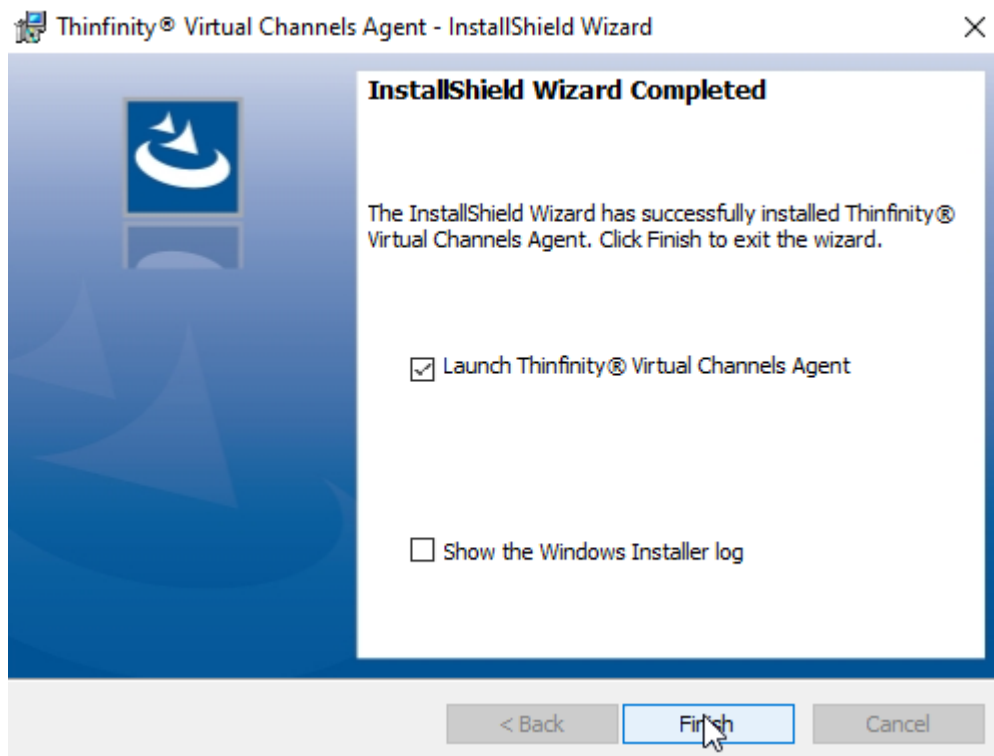 Thinfinity® Virtual Channels Agent - InstallShield Wizard
InstallShield Wizard Completed
The InstallShield Wizard has successfully installed Thinfinity®
Virtual Channels Agent. Click Finish to exit the wizard.
Launch Thinfinity® Virtual Channels Agent
Show the Windows Installer log
< Back Finish Cancel